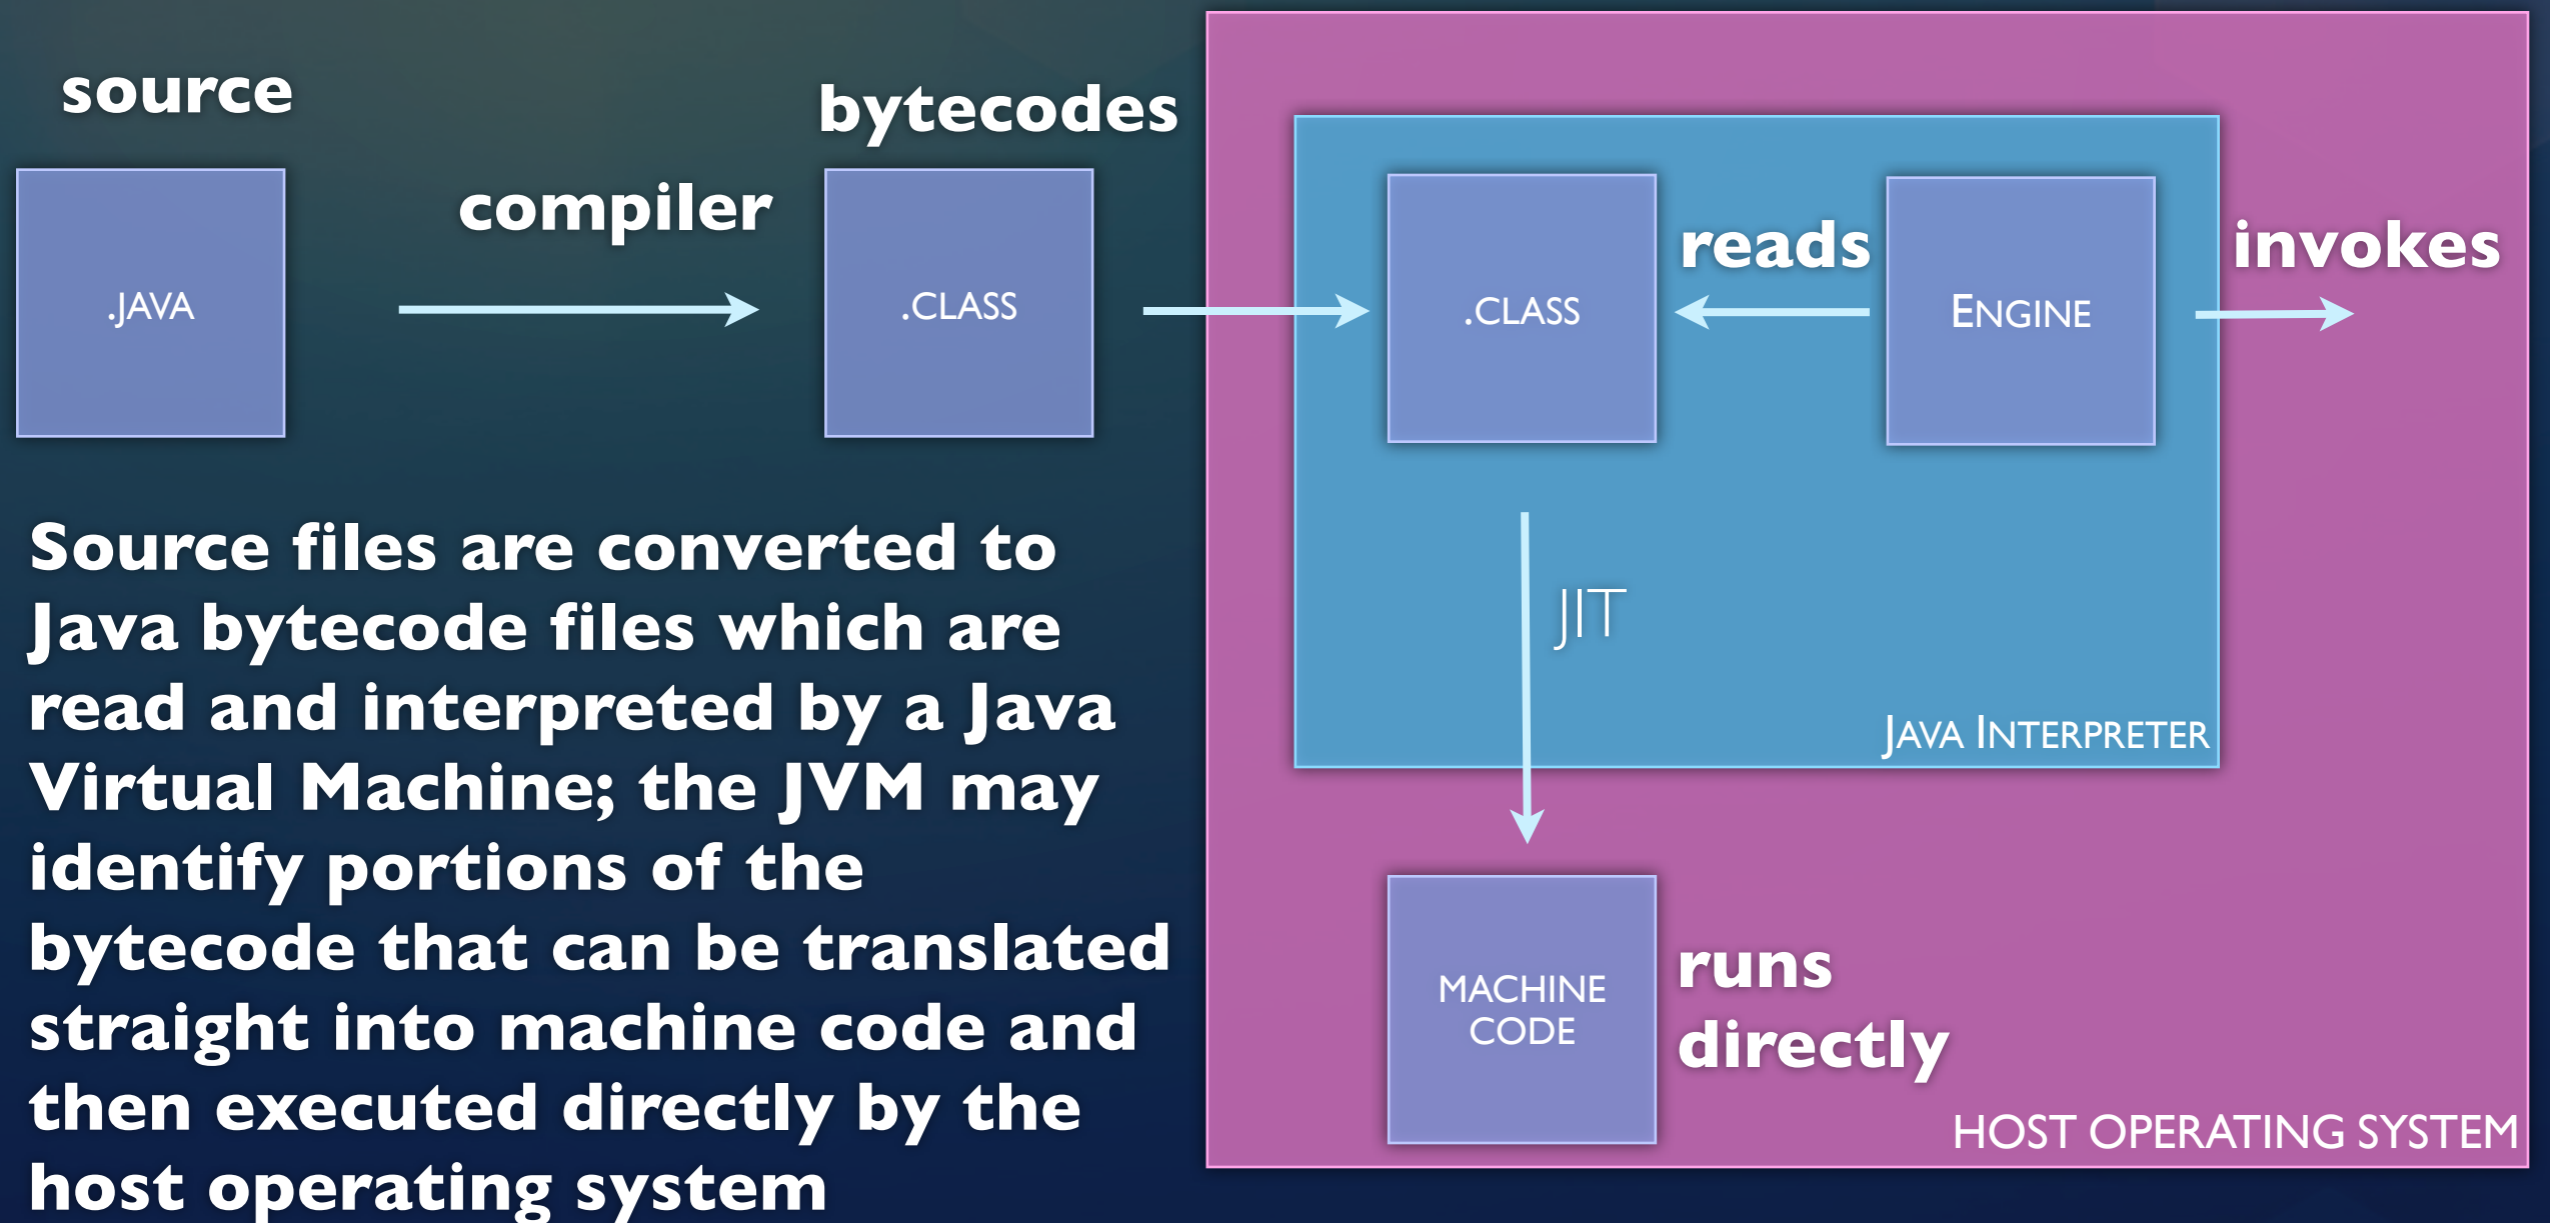 source
bytecodes
compiler
.JAVA
.CLASS
.CLASS
reads
ENGINE
invokes
JIT
JAVA INTERPRETER
MACHINE
CODE
runs
directly
HOST OPERATING SYSTEM
Source files are converted to
Java bytecode files which are
read and interpreted by a Java
Virtual Machine; the JVM may
identify portions of the
bytecode that can be translated
straight into machine code and
then executed directly by the
host operating system